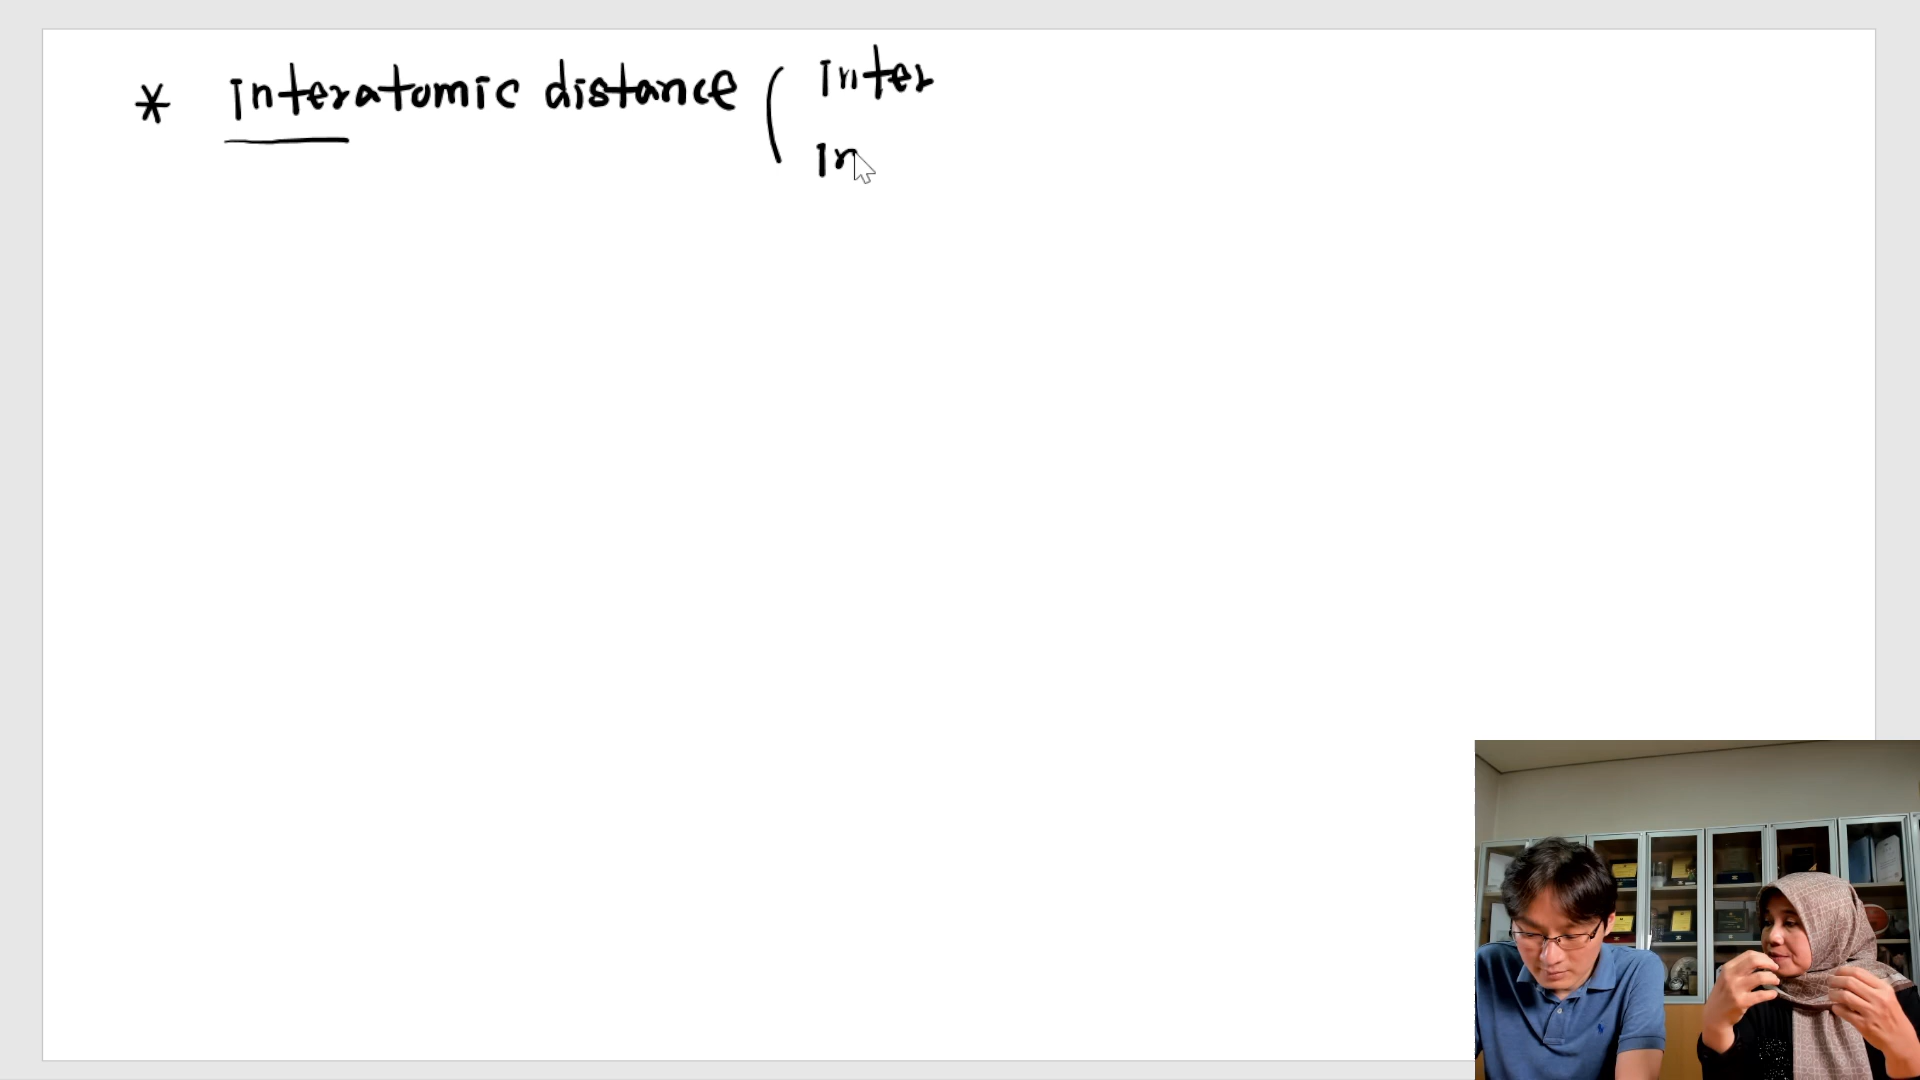 * interatomic distance ( inter
in